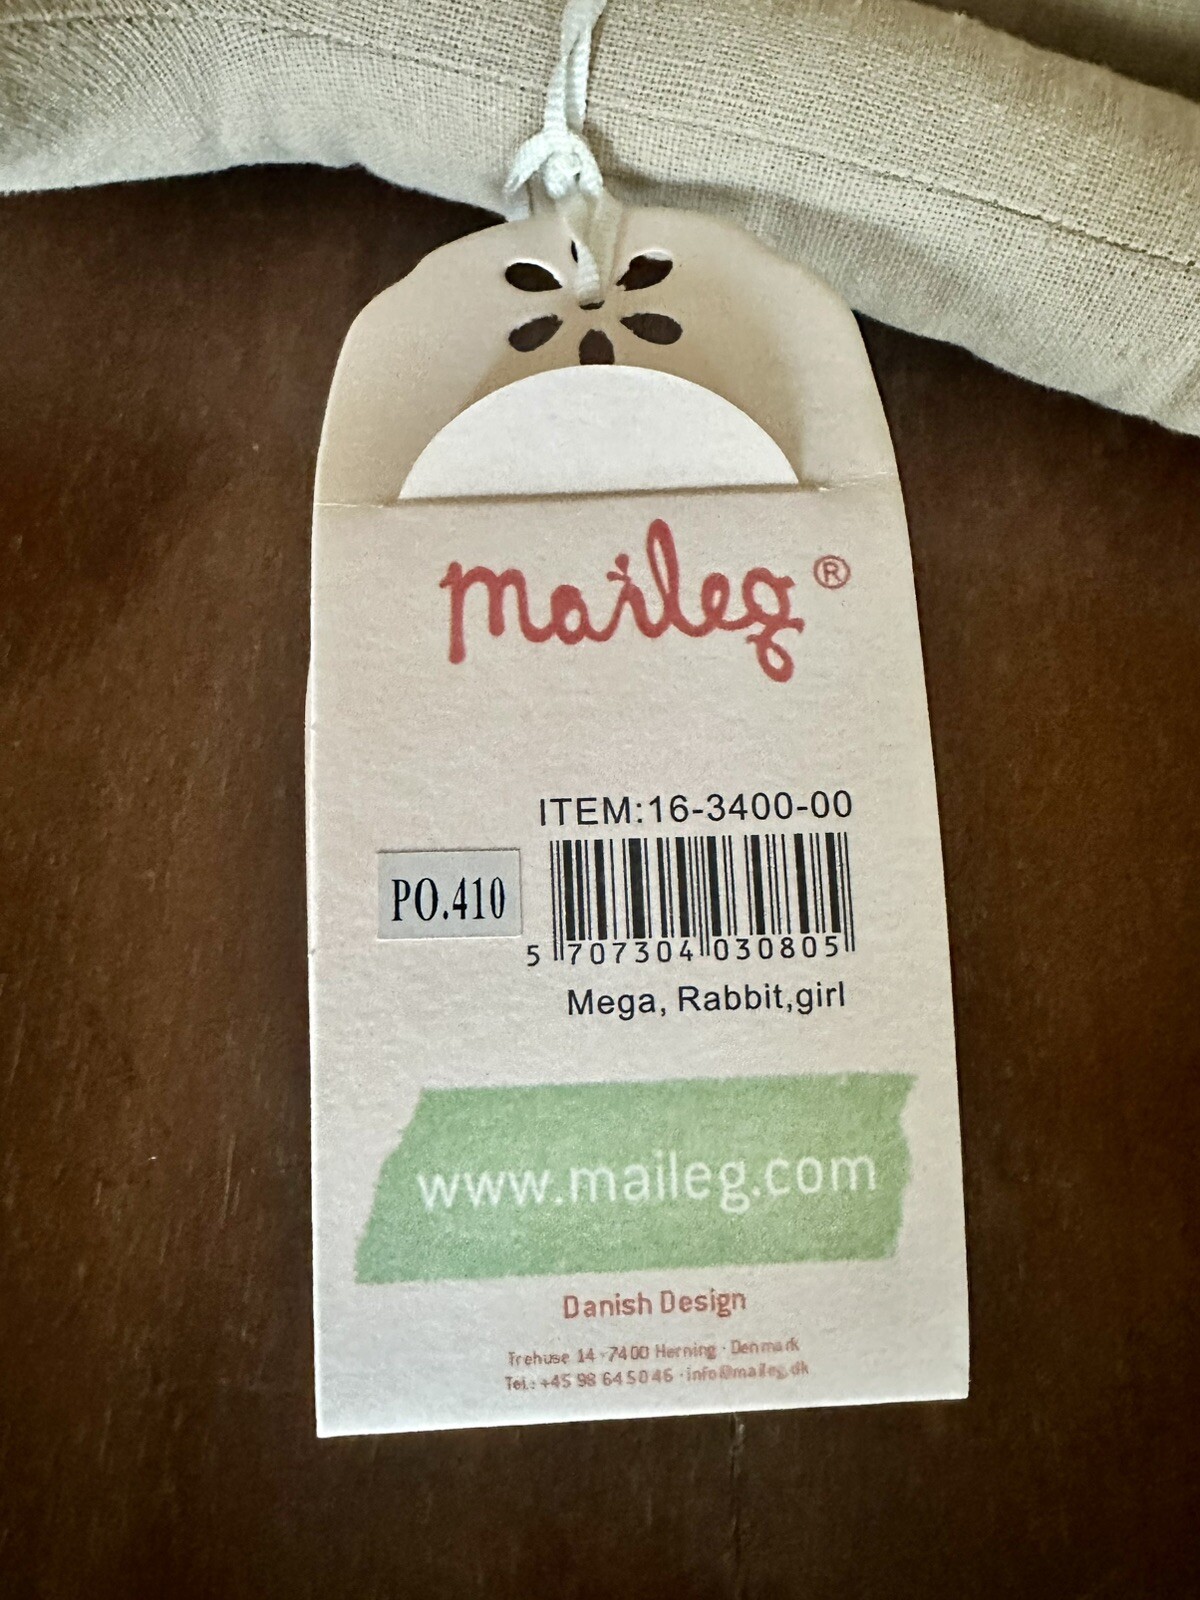 maileg®
ITEM:16-3400-00
PO.410
5 707304 030805
Mega, Rabbit,girl
www.maileg.com
Danish Design
Trehuse 14 · 7400 Herning · Denmark
Tel.: +45 98 64 50 46 · info@maileg.dk